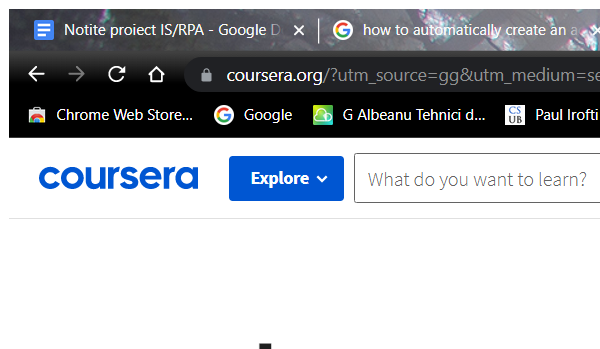 Notite proiect IS/RPA - Google D
how to automatically create an a
coursera.org/?utm_source=gg&utm_medium=se
Chrome Web Store... Google G Albeanu Tehnici d... CS UB Paul Irofti
coursera Explore What do you want to learn?